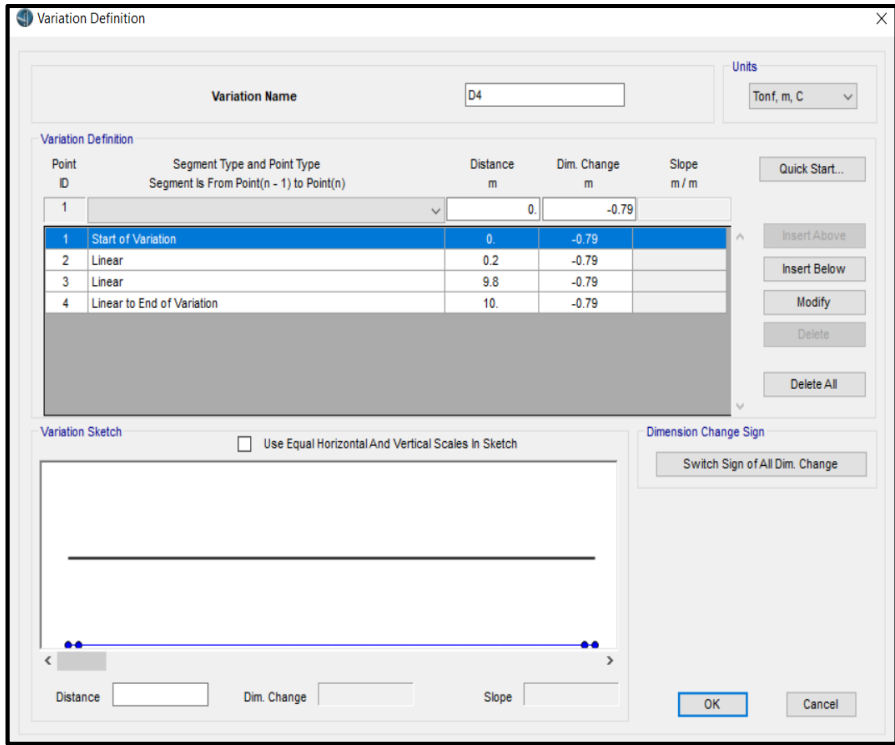 Variation Definition
Units
Variation Name D4 Tonf, m, C
Variation Definition
Point Segment Type and Point Type Distance Dim. Change Slope
ID Segment Is From Point(n - 1) to Point(n) m m m / m
Quick Start...
1 0. -0.79
1 Start of Variation 0. -0.79
2 Linear 0.2 -0.79
3 Linear 9.8 -0.79
4 Linear to End of Variation 10. -0.79
Insert Above
Insert Below
Modify
Delete
Delete All
Variation Sketch
Use Equal Horizontal And Vertical Scales In Sketch
Dimension Change Sign
Switch Sign of All Dim. Change
Distance Dim. Change Slope
OK Cancel